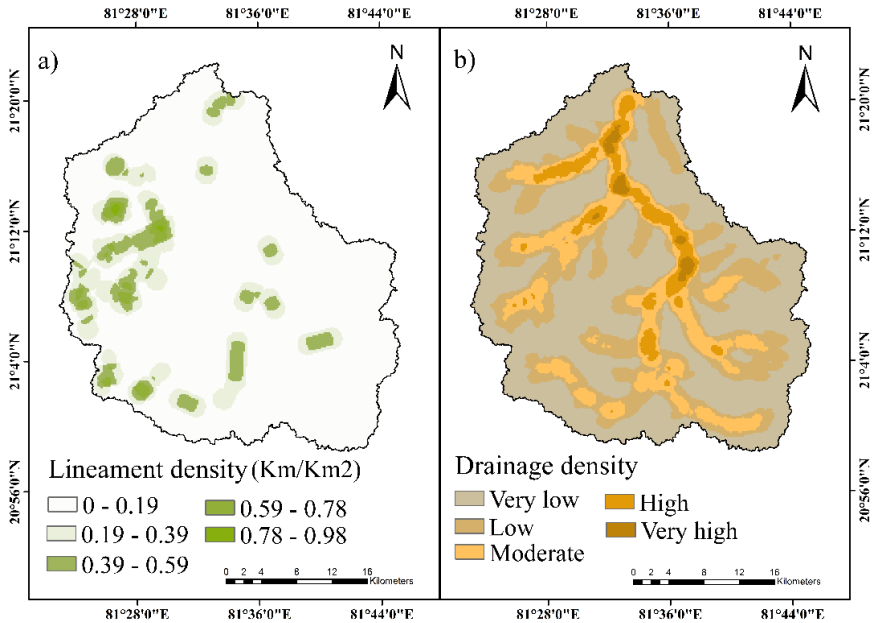 81°28'0"E 81°36'0"E 81°44'0"E 81°28'0"E 81°36'0"E 81°44'0"E
a) N b) N
21°20'0"N 21°20'0"N
21°12'0"N 21°12'0"N
21°4'0"N 21°4'0"N
20°56'0"N 20°56'0"N
Lineament density (Km/Km2)
0 - 0.19 0.59 - 0.78
0.19 - 0.39 0.78 - 0.98
0.39 - 0.59
0 2 4 8 12 16
Kilometers
Drainage density
Very low High
Low Very high
Moderate
0 2 4 8 12 16
Kilometers
81°28'0"E 81°36'0"E 81°44'0"E 81°28'0"E 81°36'0"E 81°44'0"E